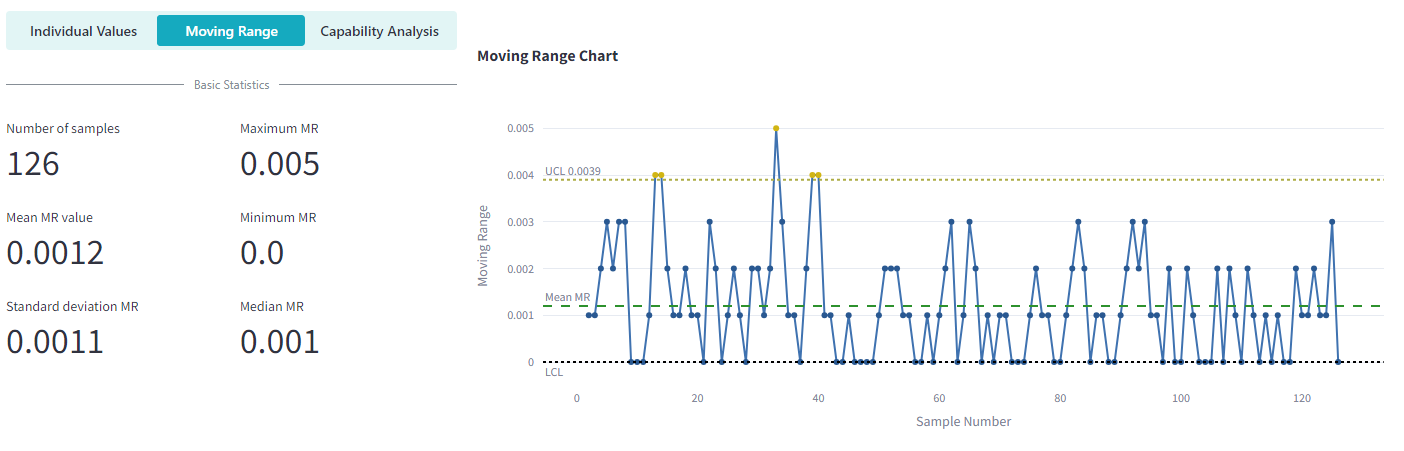 Individual Values
Moving Range
Capability Analysis
Basic Statistics
Number of samples
126
Maximum MR
0.005
Mean MR value
0.0012
Minimum MR
0.0
Standard deviation MR
0.0011
Median MR
0.001
Moving Range Chart
Moving Range
0.005
0.004
0.003
0.002
0.001
0
UCL 0.0039
Mean MR
LCL
0 20 40 60 80 100 120
Sample Number